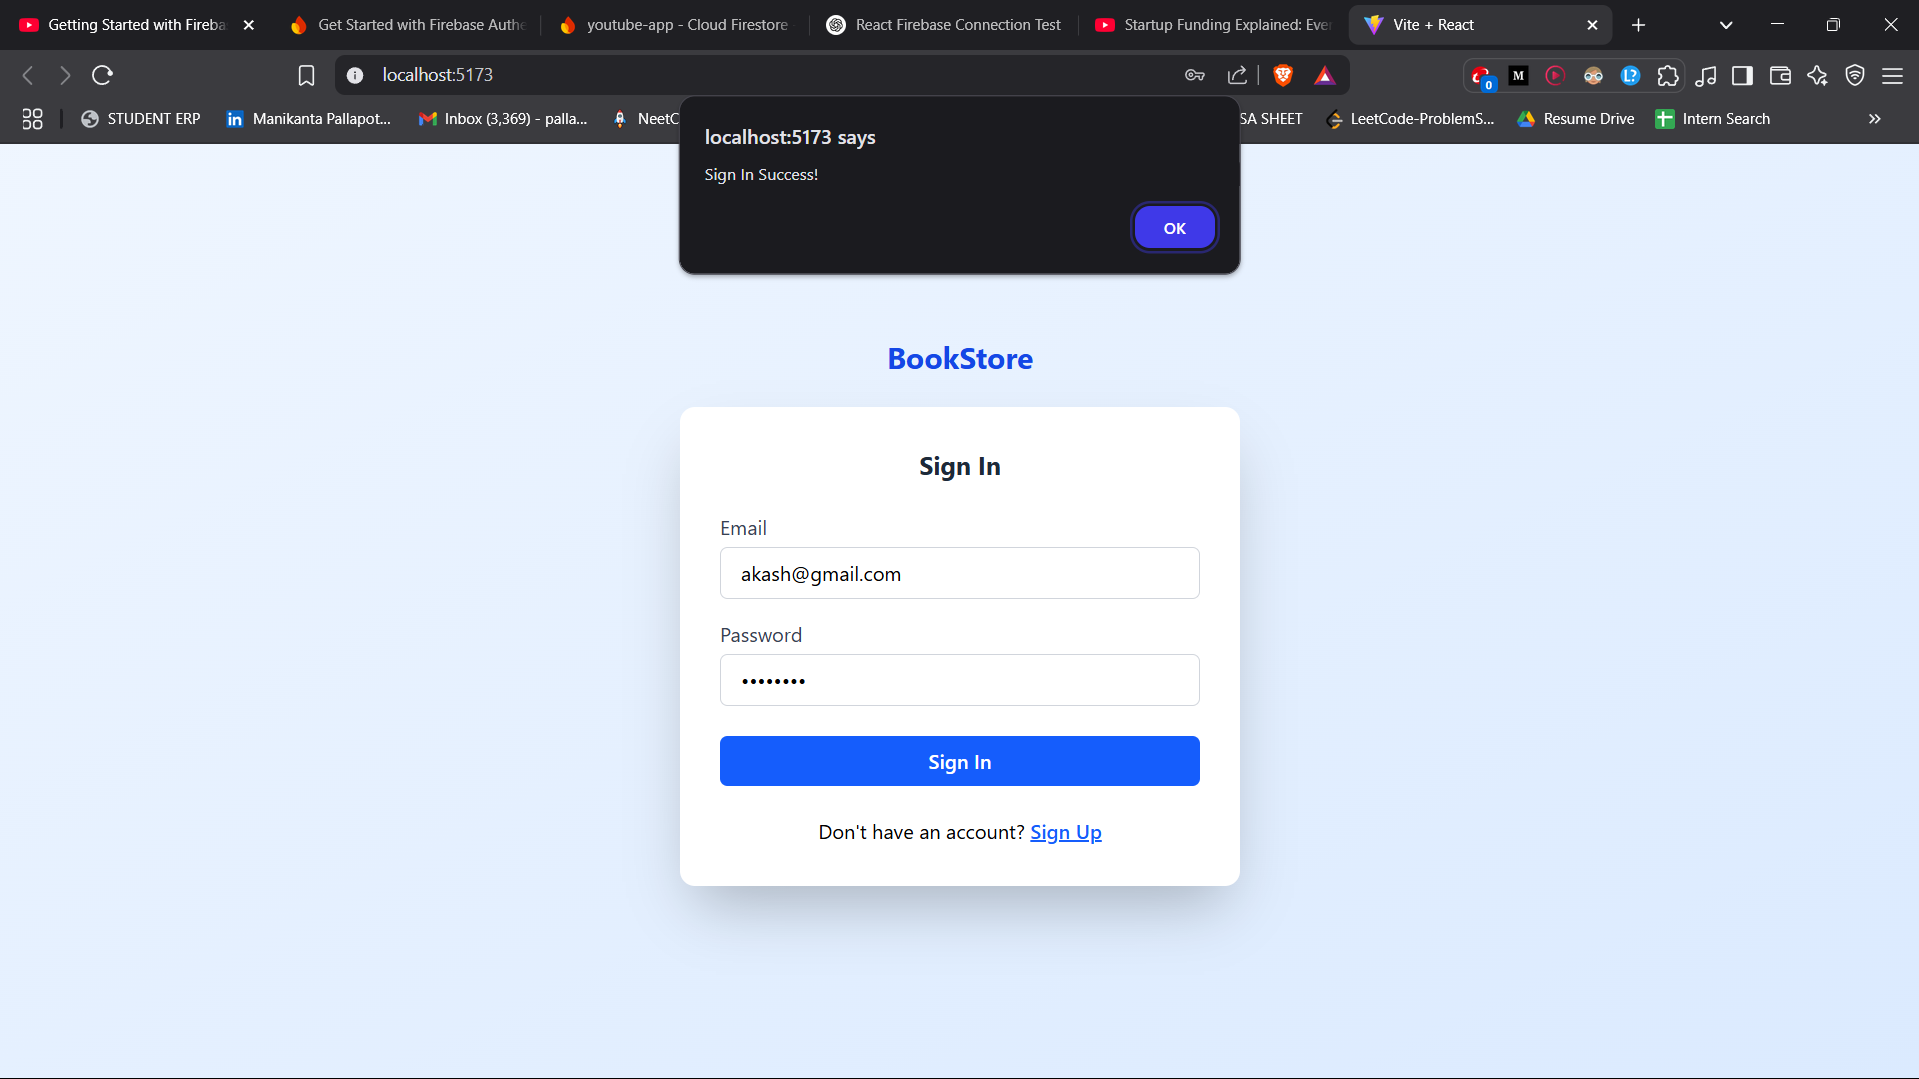 Getting Started with Fireba
Get Started with Firebase Authe
youtube-app - Cloud Firestore -
React Firebase Connection Test
Startup Funding Explained: Ever
Vite + React
localhost:5173
0
M
L?
STUDENT ERP
in
Manikanta Pallapot...
Inbox (3,369) - palla...
NeetC
SA SHEET
LeetCode-ProblemS...
Resume Drive
Intern Search
localhost:5173 says
Sign In Success!
OK
BookStore
Sign In
Email
akash@gmail.com
Password
••••••••
Sign In
Don't have an account? Sign Up